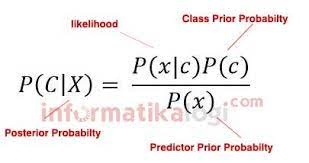 likelihood
Class Prior Probabilty
P(C|X) = P(x|c)P(c) / P(x)
informatikalogi.com
Posterior Probabilty
Predictor Prior Probabilty